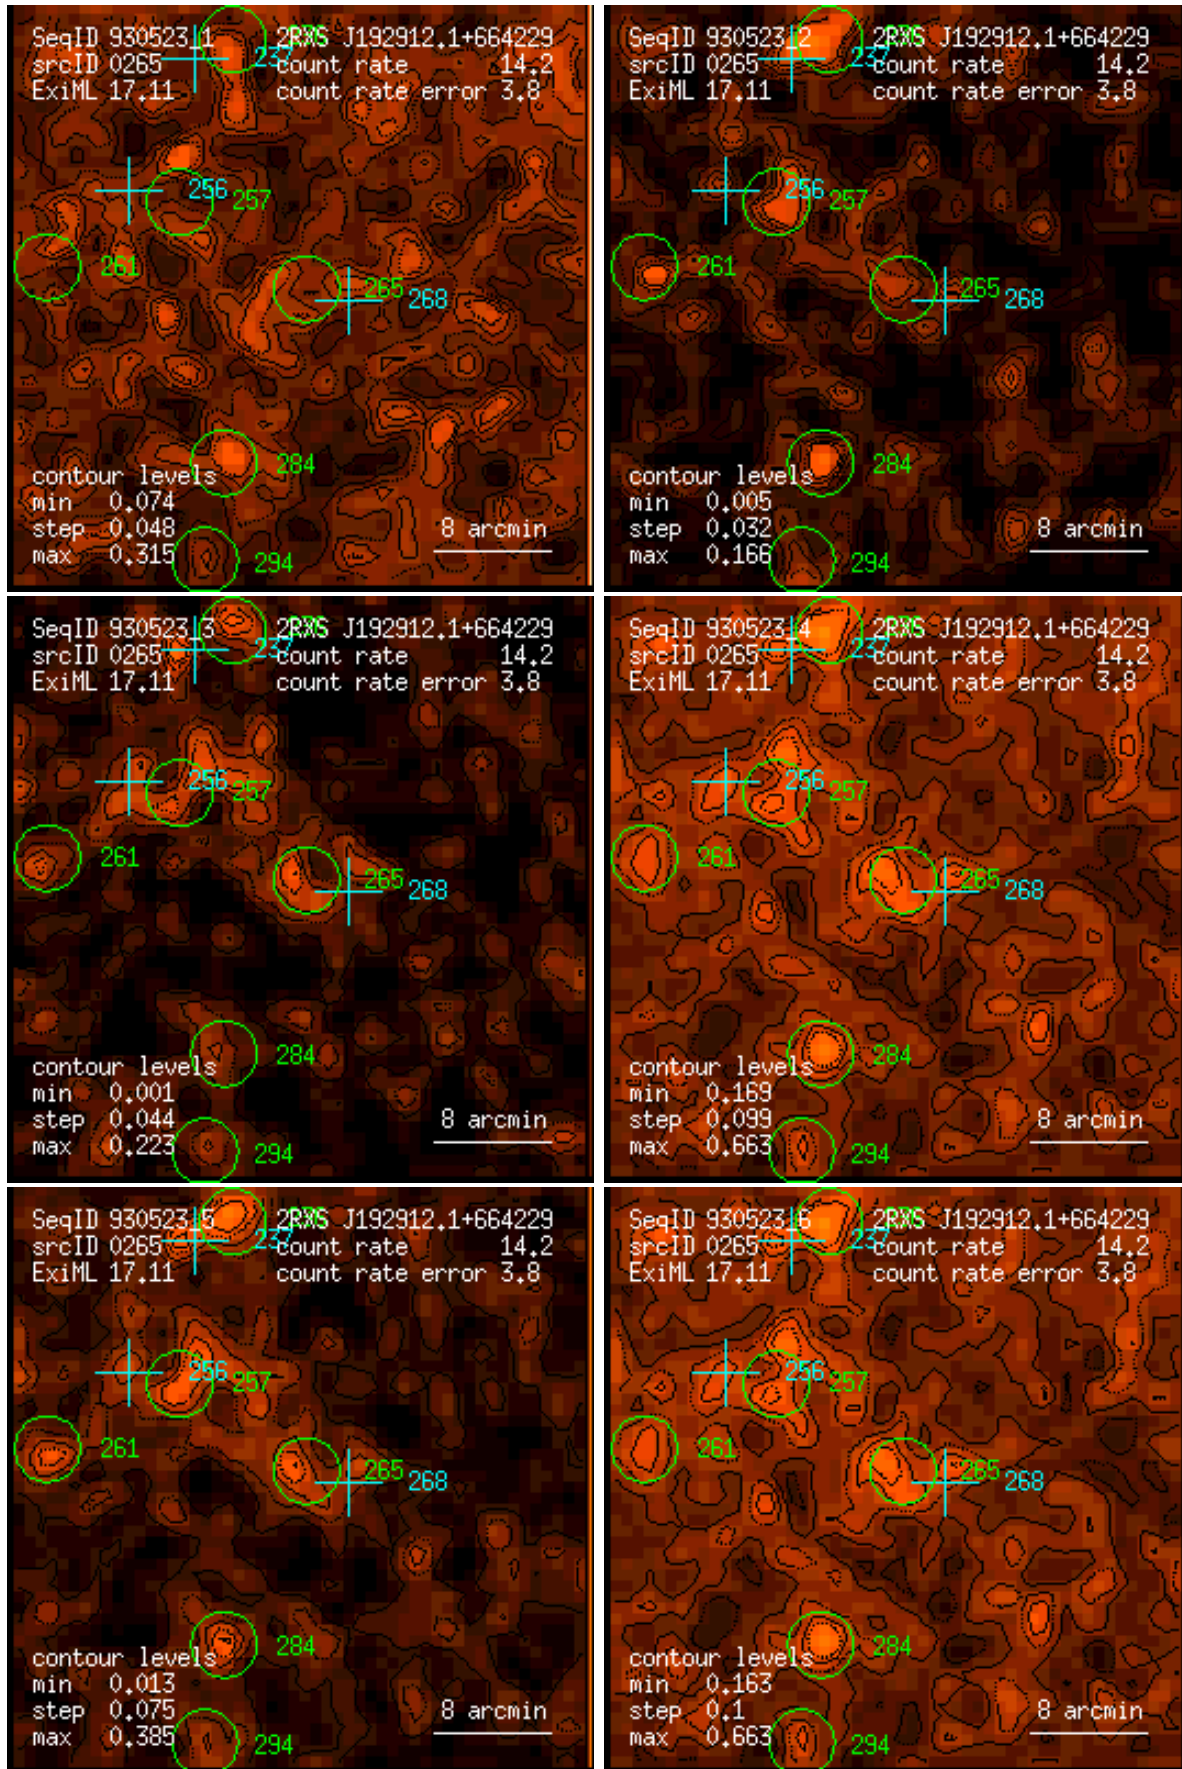 SeqID 930523_1 2RXS J192912.1+664229
srcID 0265 237 count rate 14.2
ExiML 17.11 count rate error 3.8
256 257
261
265 268
284
contour levels
min 0.074
step 0.048 8 arcmin
max 0.315 294
SeqID 930523_2 2RXS J192912.1+664229
srcID 0265 237 count rate 14.2
ExiML 17.11 count rate error 3.8
256 257
261
265 268
284
contour levels
min 0.005
step 0.032 8 arcmin
max 0.166 294
SeqID 930523_3 2RXS J192912.1+664229
srcID 0265 237 count rate 14.2
ExiML 17.11 count rate error 3.8
256 257
261
265 268
284
contour levels
min 0.001
step 0.044 8 arcmin
max 0.223 294
SeqID 930523_4 2RXS J192912.1+664229
srcID 0265 237 count rate 14.2
ExiML 17.11 count rate error 3.8
256 257
261
265 268
284
contour levels
min 0.169
step 0.099 8 arcmin
max 0.663 294
SeqID 930523_5 2RXS J192912.1+664229
srcID 0265 237 count rate 14.2
ExiML 17.11 count rate error 3.8
256 257
261
265 268
284
contour levels
min 0.013
step 0.075 8 arcmin
max 0.385 294
SeqID 930523_6 2RXS J192912.1+664229
srcID 0265 237 count rate 14.2
ExiML 17.11 count rate error 3.8
256 257
261
265 268
284
contour levels
min 0.163
step 0.1 8 arcmin
max 0.663 294